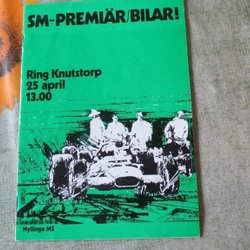 SM-PREMIÄR/BILAR!
Ring Knutstorp
25 april
13.00
Hyllinge MS